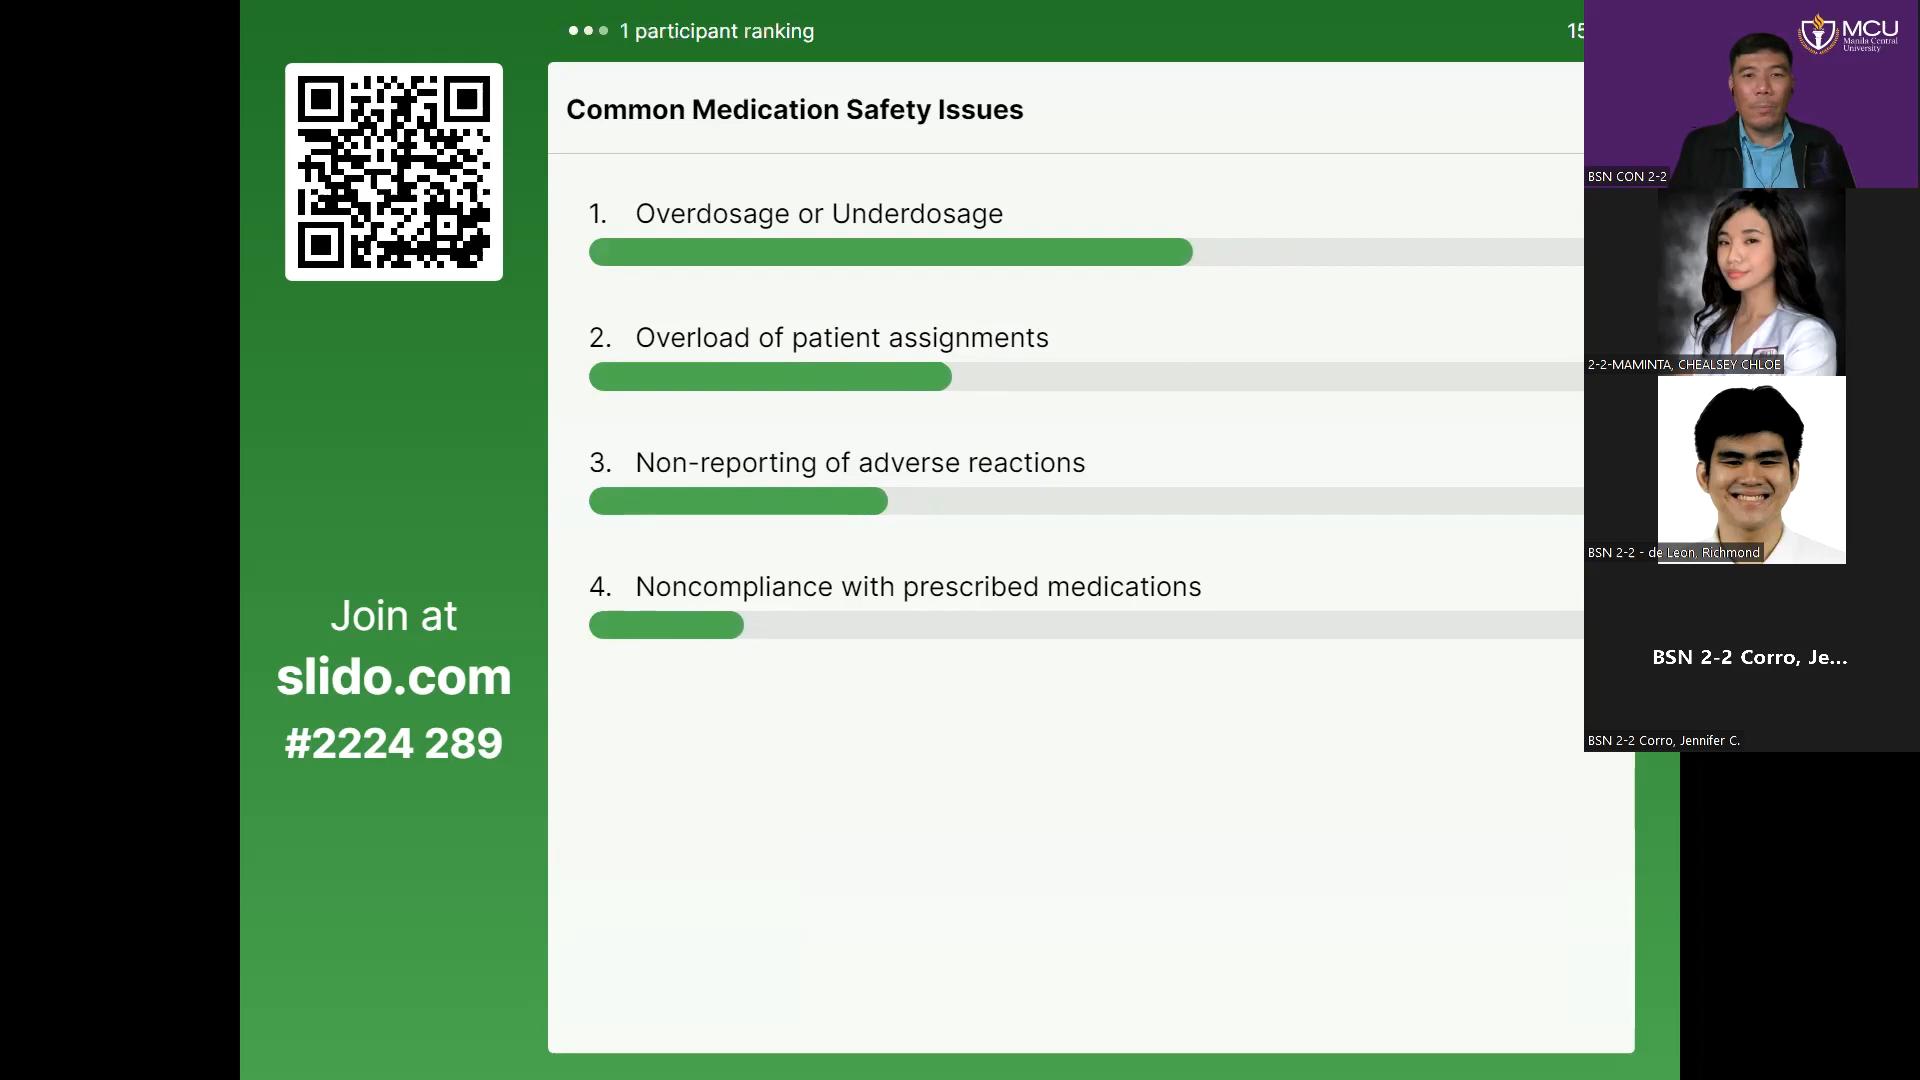 1 participant ranking
15
Common Medication Safety Issues
1. Overdosage or Underdosage
2. Overload of patient assignments
3. Non-reporting of adverse reactions
4. Noncompliance with prescribed medications
Join at
slido.com
#2224 289
MCU
Manila Central
University
BSN CON 2-2
2-2-MAMINTA, CHEALSEY CHLOE
BSN 2-2 - de Leon, Richmond
BSN 2-2 Corro, Je...
BSN 2-2 Corro, Jennifer C.